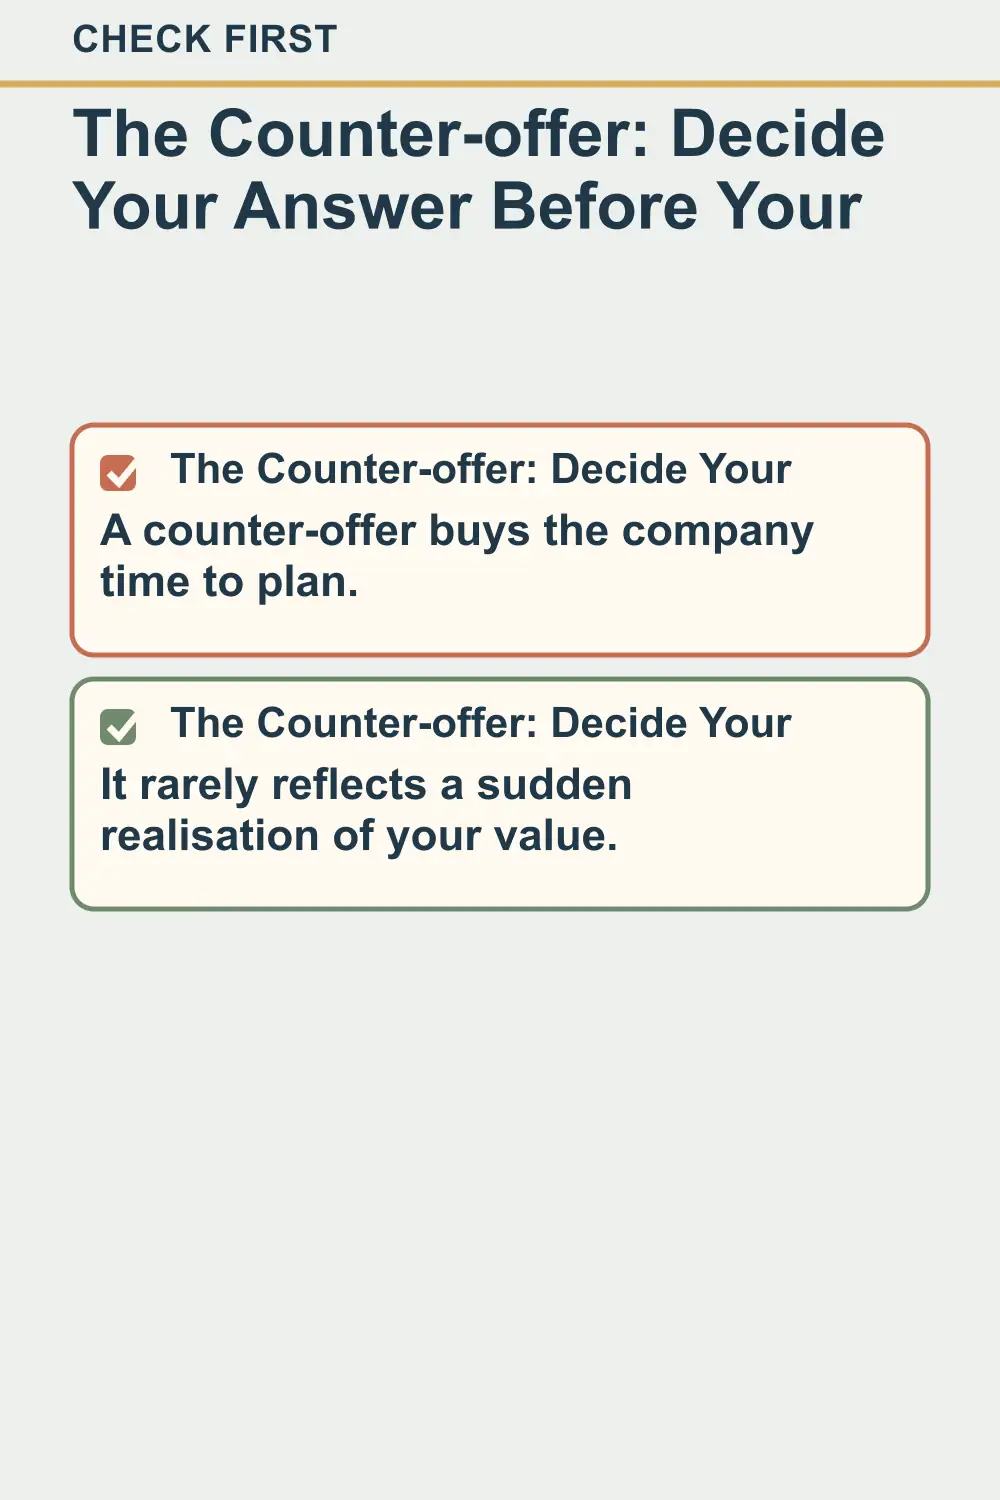 CHECK FIRST
The Counter-offer: Decide
Your Answer Before Your
The Counter-offer: Decide Your
A counter-offer buys the company
time to plan.
The Counter-offer: Decide Your
It rarely reflects a sudden
realisation of your value.